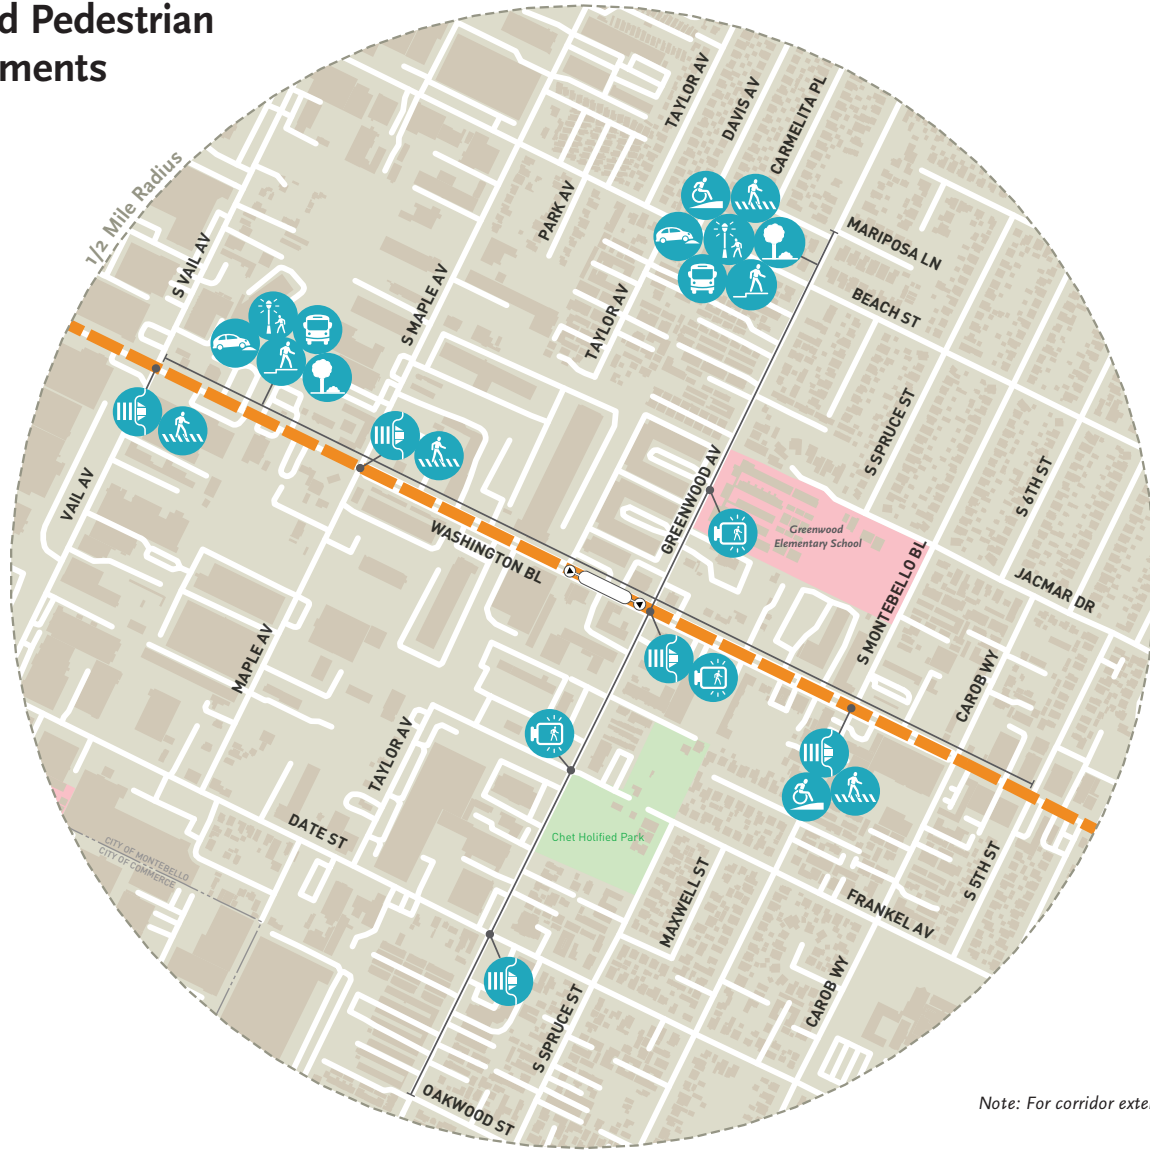 d Pedestrian
ments
1/2 Mile Radius
TAYLOR AV
DAVIS AV
CARMELITA PL
PARK AV
MARIPOSA LN
S VAIL AV
BEACH ST
S MAPLE AV
TAYLOR AV
S SPRUCE ST
GREENWOOD AV
S 6TH ST
VAIL AV
Greenwood
Elementary School
WASHINGTON BL
S MONTEBELLO BL
JACMAR DR
MAPLE AV
CAROB WY
TAYLOR AV
DATE ST
Chet Holified Park
CITY OF MONTEBELLO
CITY OF COMMERCE
MAXWELL ST
S 5TH ST
FRANKEL AV
CAROB WY
S SPRUCE ST
OAKWOOD ST
Note: For corridor exte